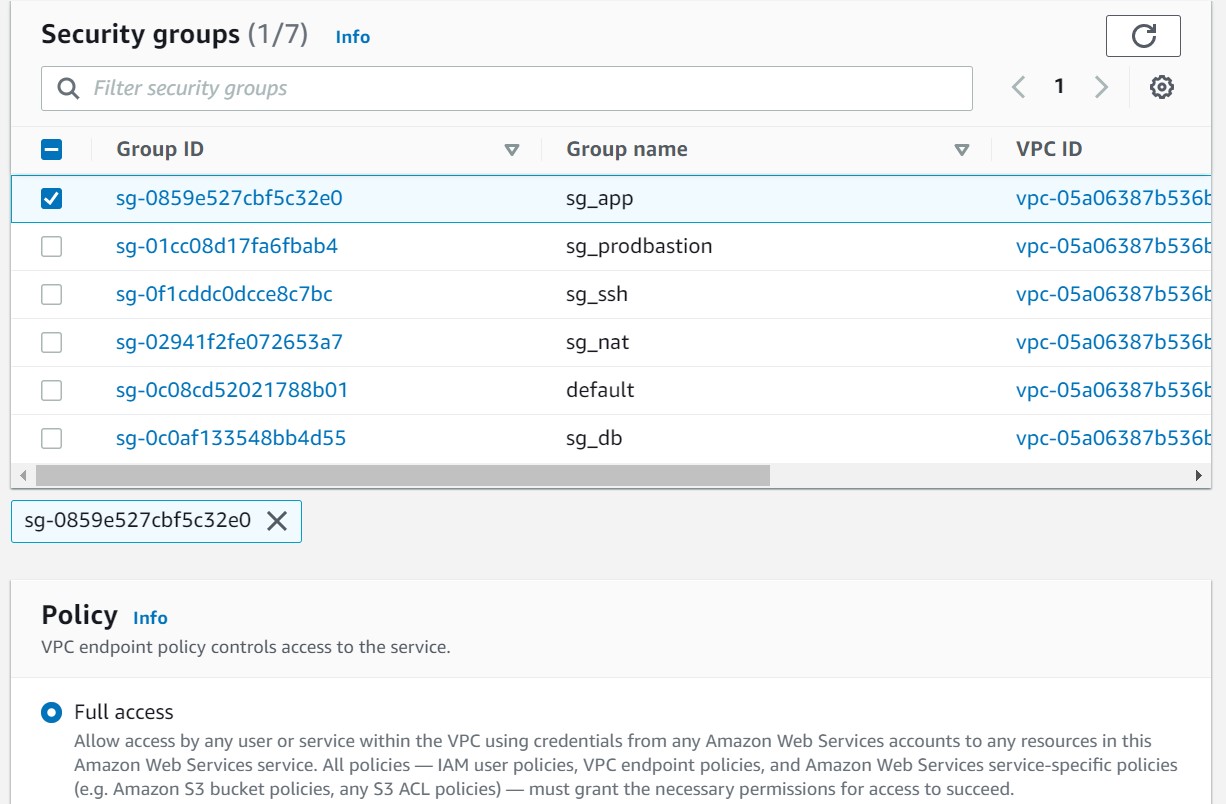 Security groups (1/7) Info
Filter security groups
1
Group ID Group name VPC ID
sg-0859e527cbf5c32e0 sg_app vpc-05a06387b536b
sg-01cc08d17fa6fbab4 sg_prodbastion vpc-05a06387b536b
sg-0f1cddc0dcce8c7bc sg_ssh vpc-05a06387b536b
sg-02941f2fe072653a7 sg_nat vpc-05a06387b536b
sg-0c08cd52021788b01 default vpc-05a06387b536b
sg-0c0af133548bb4d55 sg_db vpc-05a06387b536b
sg-0859e527cbf5c32e0
Policy Info
VPC endpoint policy controls access to the service.
Full access
Allow access by any user or service within the VPC using credentials from any Amazon Web Services accounts to any resources in this
Amazon Web Services service. All policies — IAM user policies, VPC endpoint policies, and Amazon Web Services service-specific policies
(e.g. Amazon S3 bucket policies, any S3 ACL policies) — must grant the necessary permissions for access to succeed.